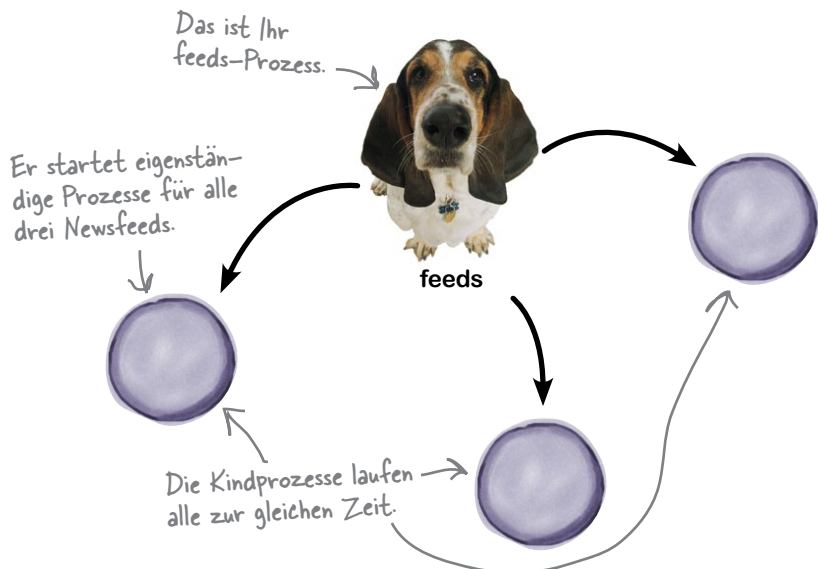 Das ist Ihr
feeds-Prozess.
Er startet eigenstän-
dige Prozesse für alle
drei Newsfeeds.
feeds
Die Kindprozesse laufen
alle zur gleichen Zeit.